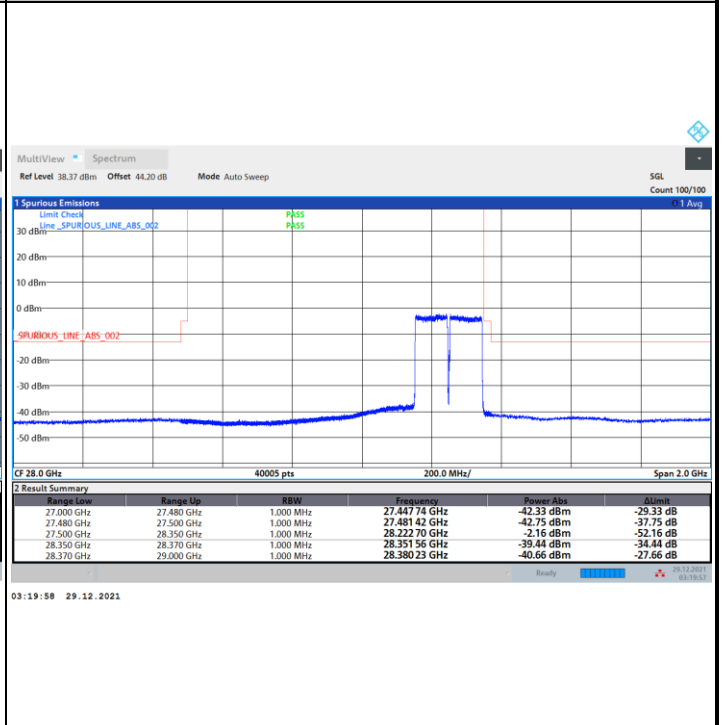 MultiView Spectrum
Ref Level 38.37 dBm Offset 44.20 dB Mode Auto Sweep SGL
Count 100/100
1 Spurious Emissions 1 Avg
Limit Check PASS
Line _SPURIOUS_LINE_ABS_002 PASS
30 dBm
20 dBm
10 dBm
0 dBm
_SPURIOUS_LINE_ABS_002
-20 dBm
-30 dBm
-40 dBm
-50 dBm
CF 28.0 GHz 40005 pts 200.0 MHz/ Span 2.0 GHz
2 Result Summary
Range Low Range Up RBW Frequency Power Abs ΔLimit
27.000 GHz 27.480 GHz 1.000 MHz 27.447 74 GHz -42.33 dBm -29.33 dB
27.480 GHz 27.500 GHz 1.000 MHz 27.481 42 GHz -42.75 dBm -37.75 dB
27.500 GHz 28.350 GHz 1.000 MHz 28.222 70 GHz -2.16 dBm -52.16 dB
28.350 GHz 28.370 GHz 1.000 MHz 28.351 56 GHz -39.44 dBm -34.44 dB
28.370 GHz 29.000 GHz 1.000 MHz 28.380 23 GHz -40.66 dBm -27.66 dB
Ready 29.12.2021
03:19:57
03:19:58 29.12.2021